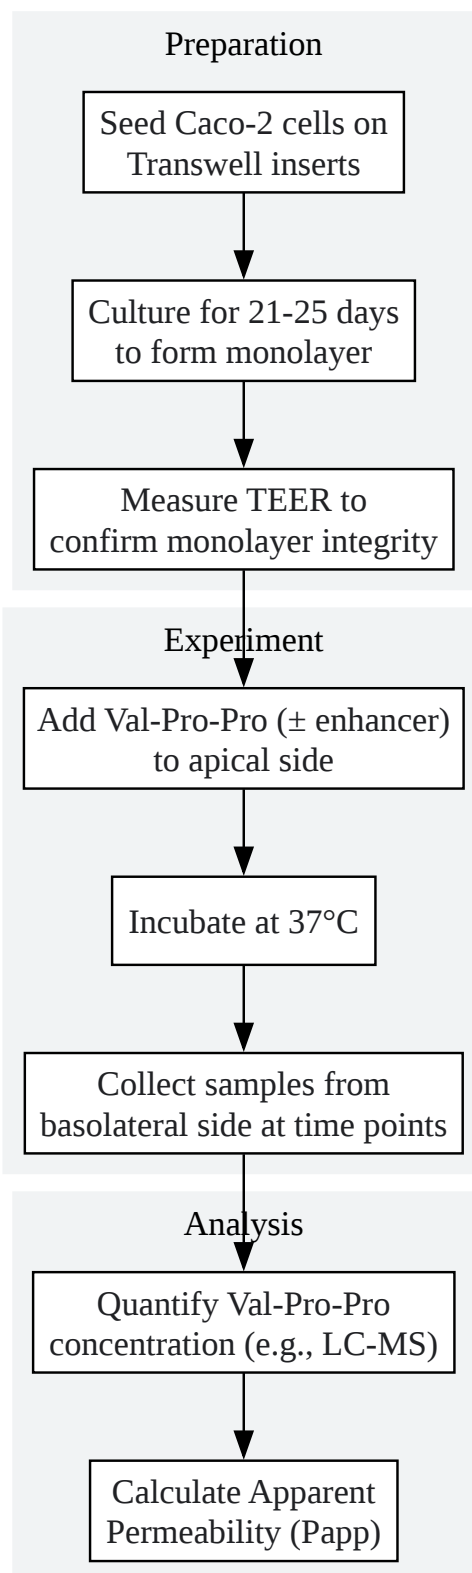 Preparation
Seed Caco-2 cells on
Transwell inserts
Culture for 21-25 days
to form monolayer
Measure TEER to
confirm monolayer integrity
Experiment
Add Val-Pro-Pro (± enhancer)
to apical side
Incubate at 37°C
Collect samples from
basolateral side at time points
Analysis
Quantify Val-Pro-Pro
concentration (e.g., LC-MS)
Calculate Apparent
Permeability (Papp)